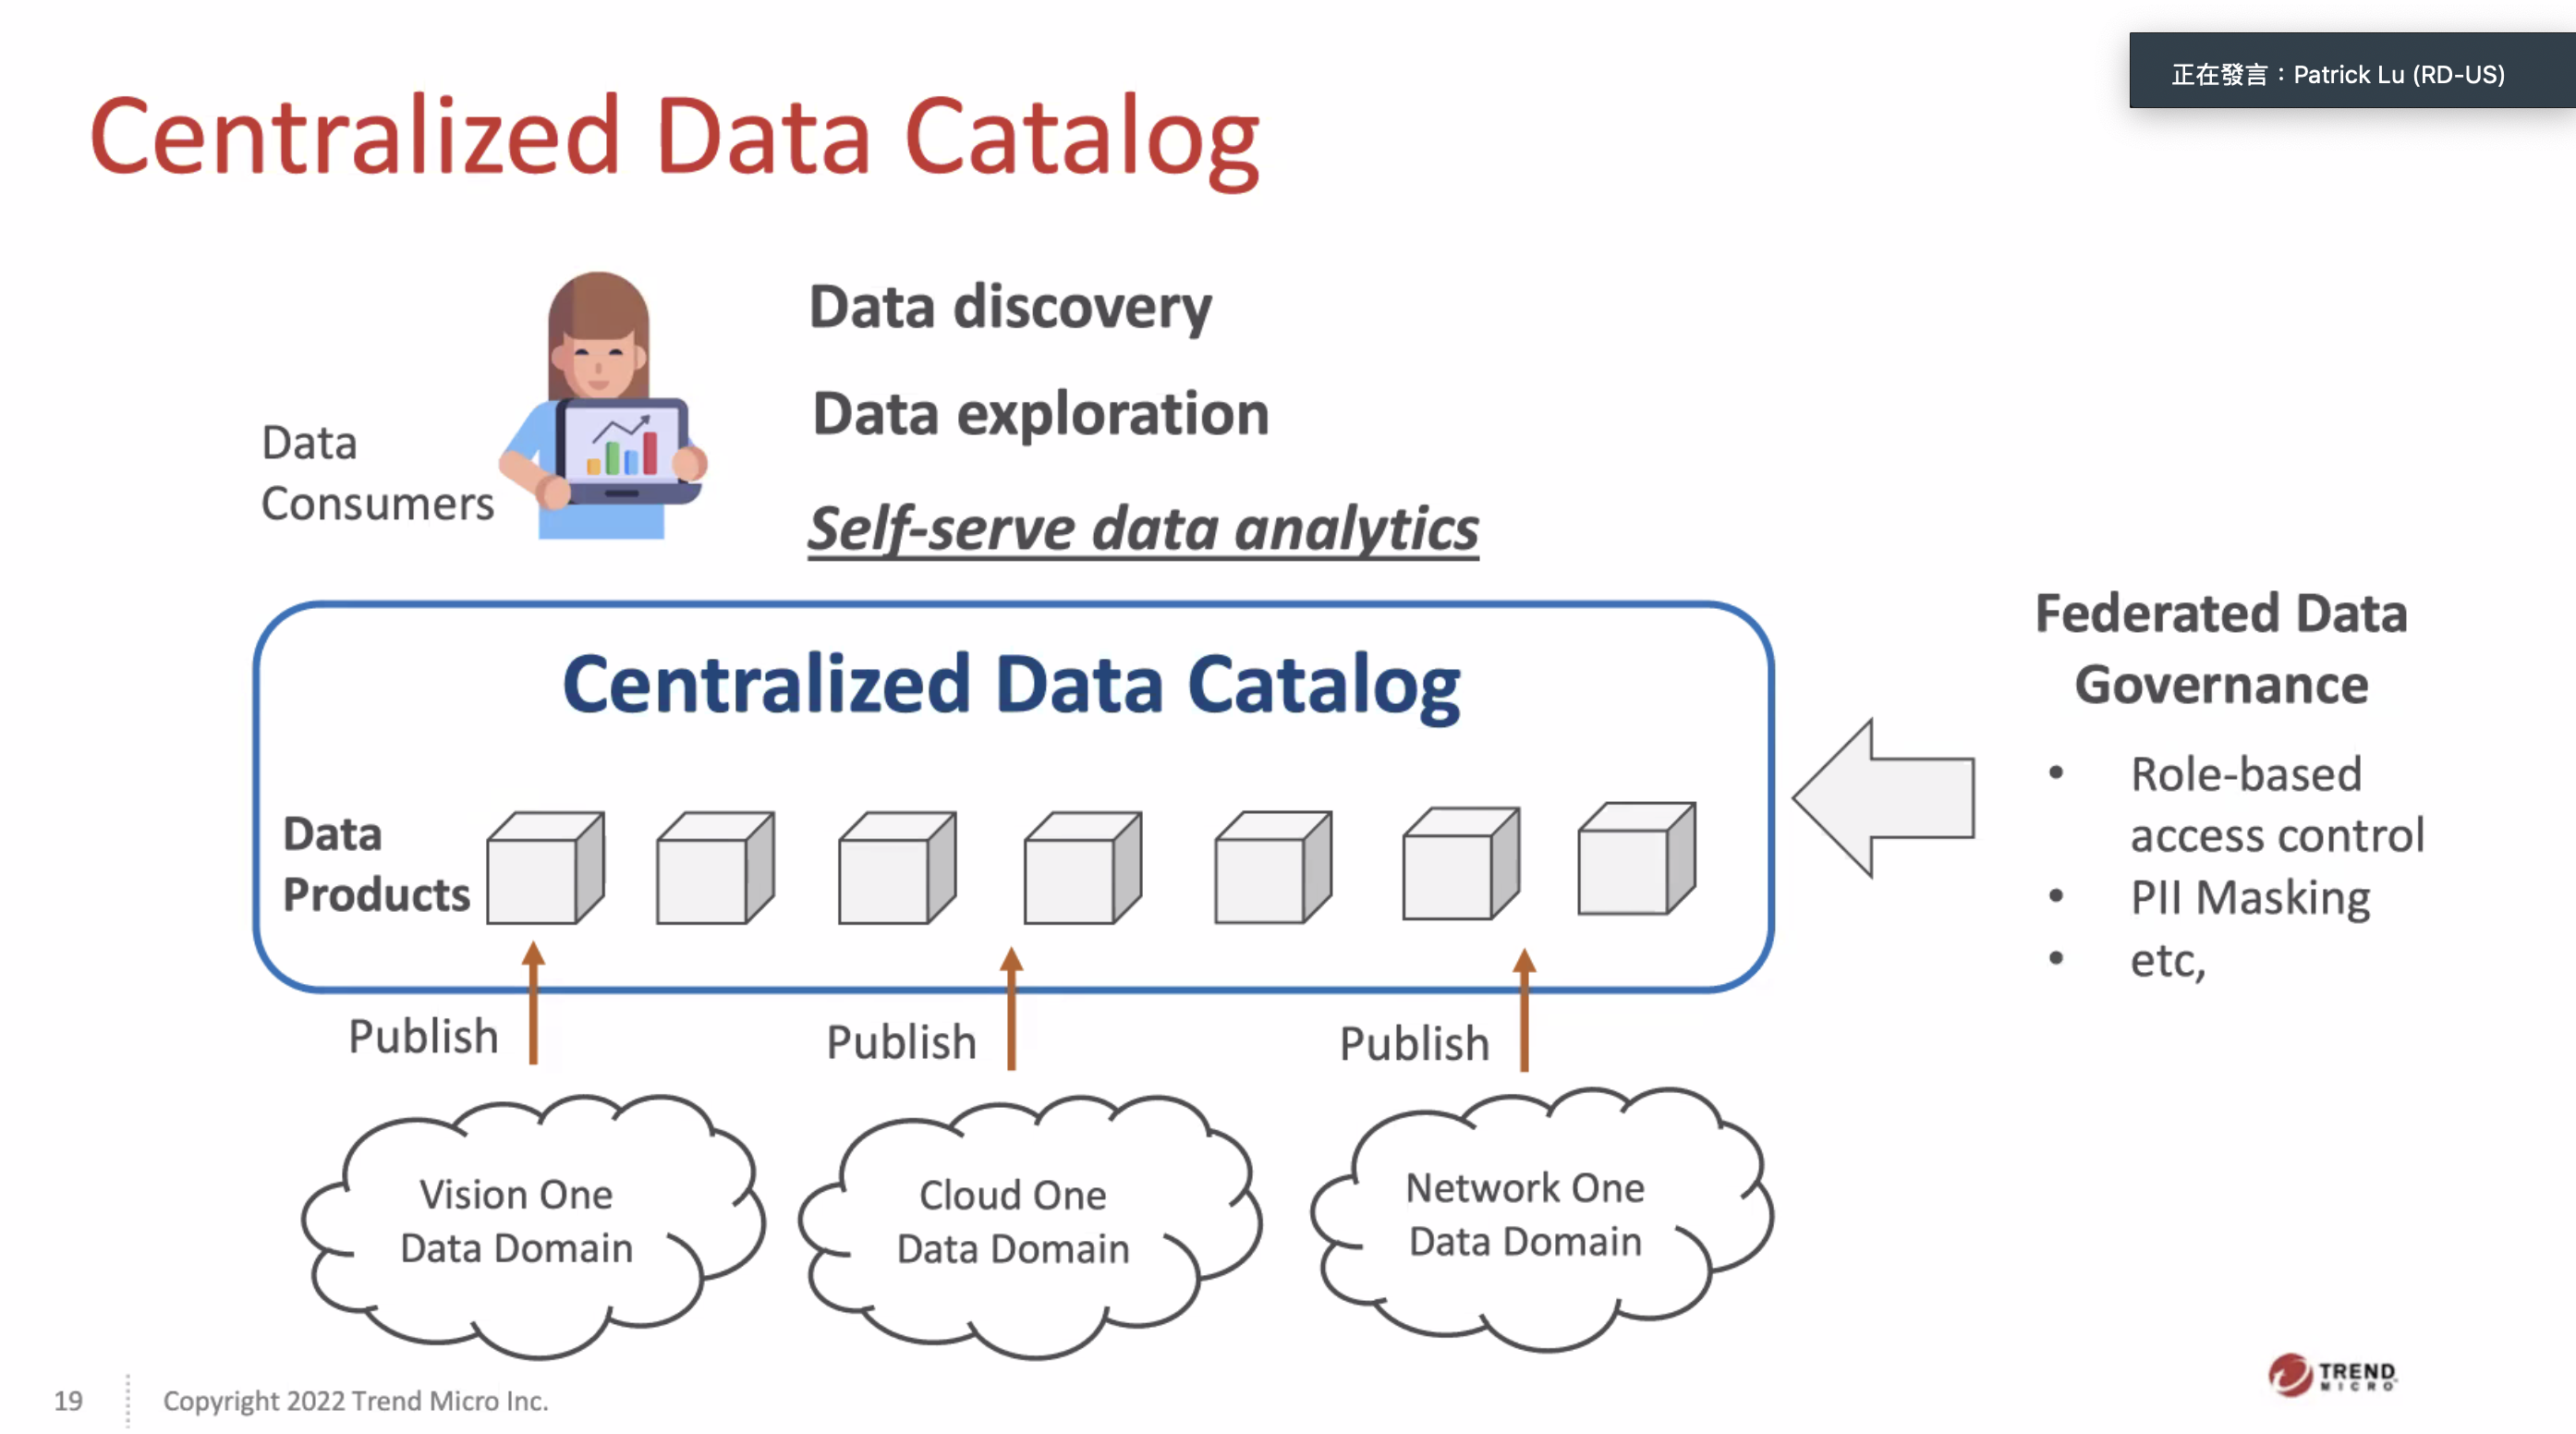 正在發言：Patrick Lu (RD-US)
Centralized Data Catalog
Data discovery
Data exploration
Self-serve data analytics
Data
Consumers
Centralized Data Catalog
Data
Products
Federated Data
Governance
• Role-based
access control
• PII Masking
• etc,
Publish
Publish
Publish
Vision One
Data Domain
Cloud One
Data Domain
Network One
Data Domain
19
Copyright 2022 Trend Micro Inc.
TREND
MICRO